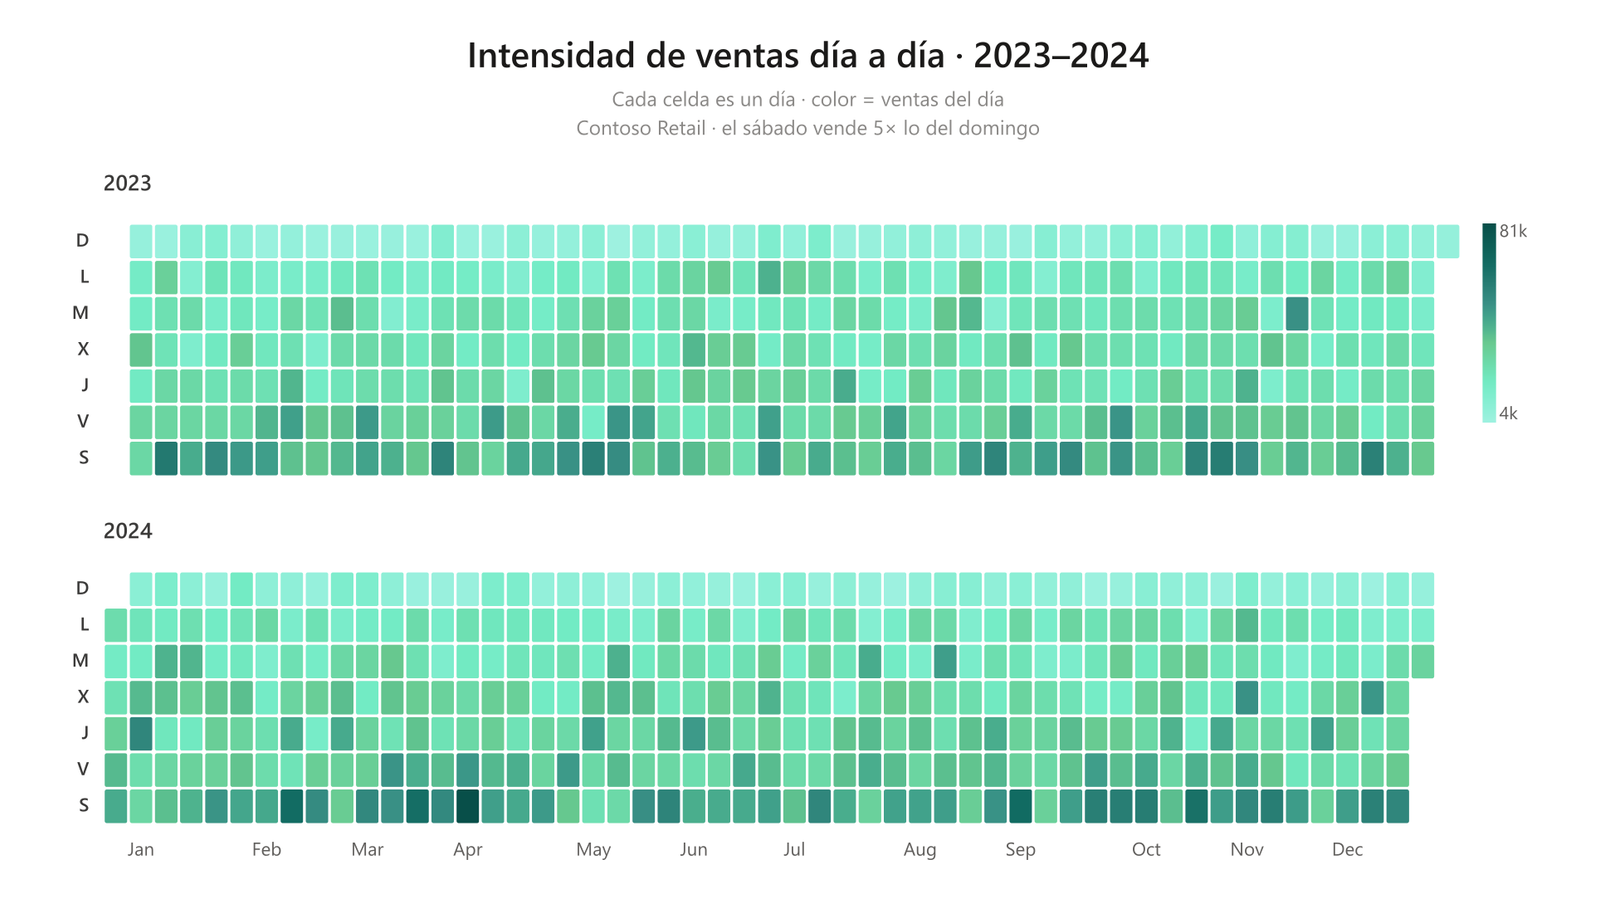 Intensidad de ventas día a día · 2023–2024
Cada celda es un día · color = ventas del día
Contoso Retail · el sábado vende 5× lo del domingo
2023
D
L
M
X
J
V
S
81k
4k
2024
D
L
M
X
J
V
S
Jan Feb Mar Apr May Jun Jul Aug Sep Oct Nov Dec